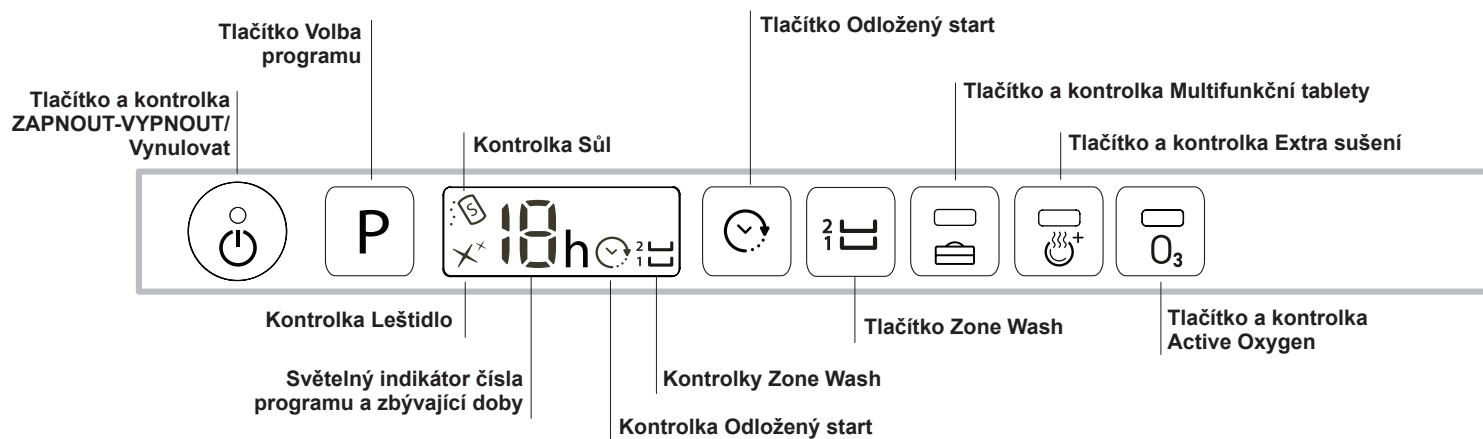 Tlačítko Volba
programu
Tlačítko Odložený start
Tlačítko a kontrolka
ZAPNOUT-VYPNOUT/
Vynulovat
Kontrolka Sůl
Tlačítko a kontrolka Multifunkční tablety
Tlačítko a kontrolka Extra sušení
P
S
18h
2
1
2
1
+
O3
Kontrolka Leštidlo
Světelný indikátor čísla
programu a zbývající doby
Kontrolka Odložený start
Kontrolky Zone Wash
Tlačítko Zone Wash
Tlačítko a kontrolka
Active Oxygen